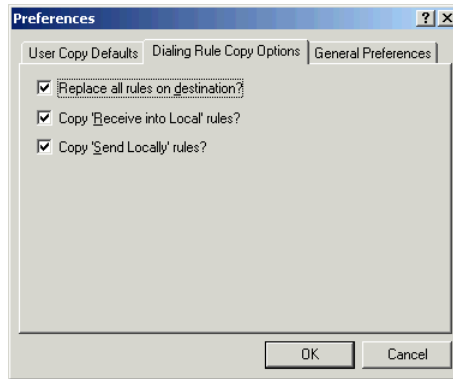 Preferences
User Copy Defaults Dialing Rule Copy Options General Preferences
Replace all rules on destination?
Copy 'Receive into Local' rules?
Copy 'Send Locally' rules?
OK Cancel